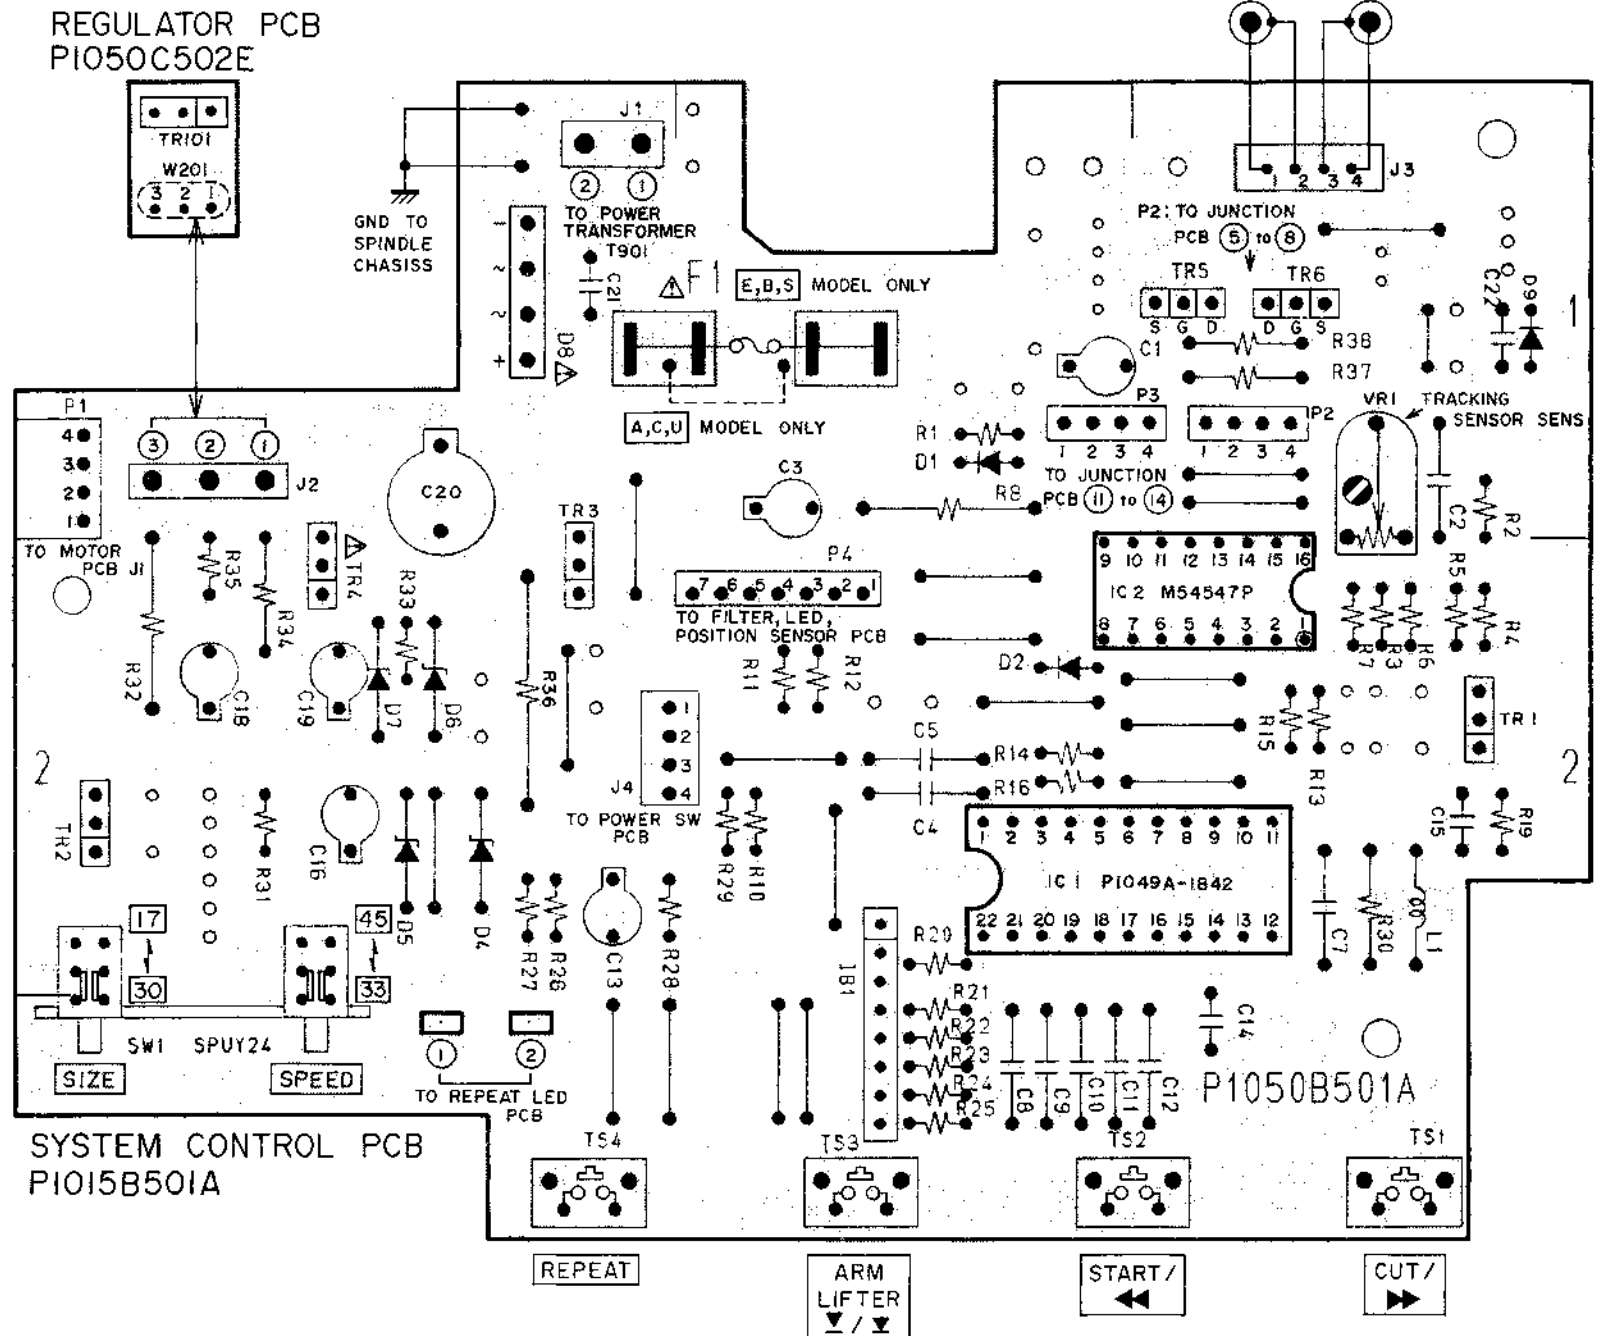 REGULATOR PCB
P1050C502E
TR101
W201
3 2 1
GND TO
SPINDLE
CHASISS
J1
2 1
TO POWER
TRANSFORMER
T901
− ~ ~ +
C21
D8
F1
E,B,S MODEL ONLY
A,C,U MODEL ONLY
J3
1 2 3 4
P2: TO JUNCTION
PCB 5 to 8
TR5
TR6
S G D
D G S
C22
D9
1
R38
R37
C1
P3
1 2 3 4
P2
1 2 3 4
TO JUNCTION
PCB 11 to 14
VR1
TRACKING
SENSOR SENS
C2
R2
R1
D1
R8
C3
P1
4
3
2
1
TO MOTOR
PCB J1
3 2 1
J2
C20
TR3
TR4
R35
R34
R33
R32
C18
C19
D7
D6
R36
P4
7 6 5 4 3 2 1
TO FILTER, LED,
POSITION SENSOR PCB
9 10 11 12 13 14 15 16
IC2 M54547P
8 7 6 5 4 3 2 1
R5
R4
R7
R3
R6
D2
R11
R12
R15
R13
TR1
2
2
J4
1
2
3
4
TO POWER SW
PCB
C5
R14
R16
C4
TR2
R31
C16
D5
D4
R29
R10
1 2 3 4 5 6 7 8 9 10 11
IC1 P1049A-1842
22 21 20 19 18 17 16 15 14 13 12
C15
R19
C7
R30
L1
17
30
45
33
R27
R26
C13
R28
IB1
R20
R21
R22
R23
R24
R25
C8
C9
C10
C11
C12
C14
P1050B501A
SW1 SPUY24
SIZE
SPEED
1 2
TO REPEAT LED
PCB
SYSTEM CONTROL PCB
P1015B501A
TS4
TS3
TS2
TS1
REPEAT
ARM
LIFTER
/
START/
CUT/